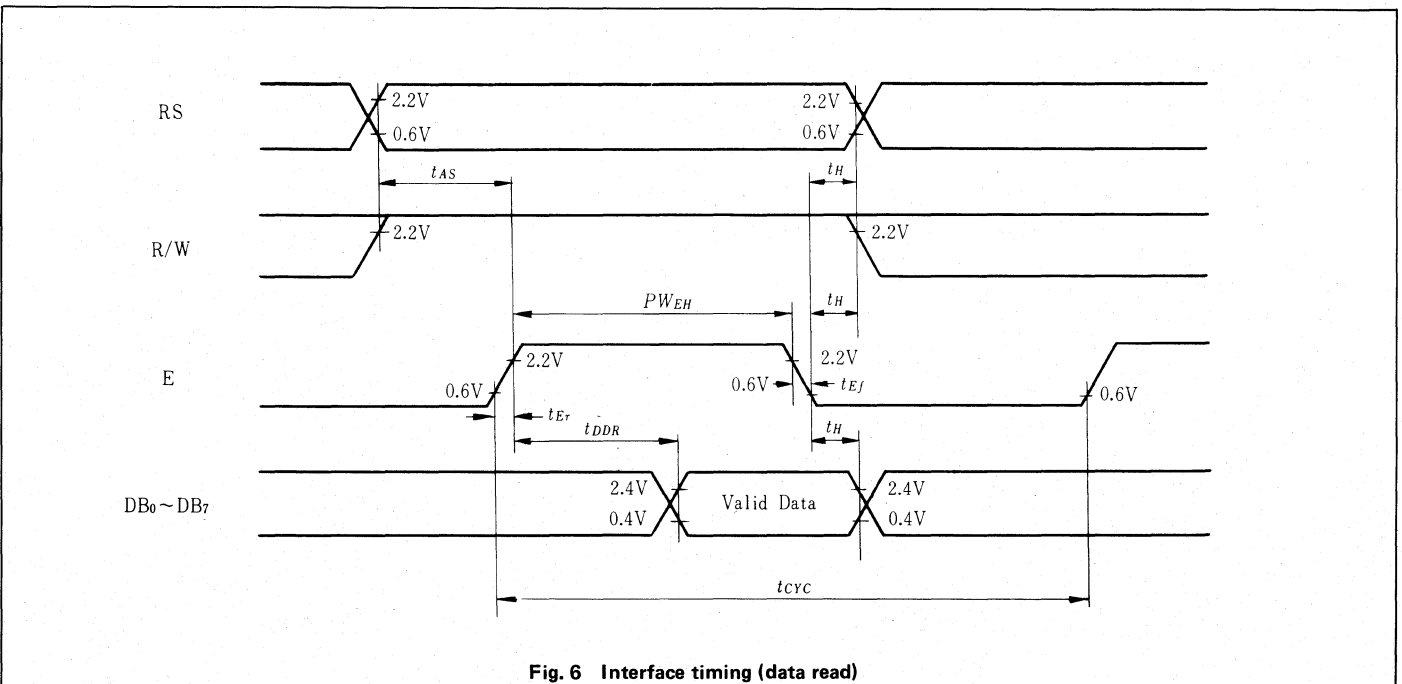 RS
2.2V
2.2V
0.6V
0.6V
tAS
tH
R/W
2.2V
2.2V
PWEH
tH
E
2.2V
2.2V
0.6V
0.6V
tEf
0.6V
tEr
tDDR
tH
DB0~DB7
2.4V
Valid Data
2.4V
0.4V
0.4V
tCYC
Fig. 6 Interface timing (data read)